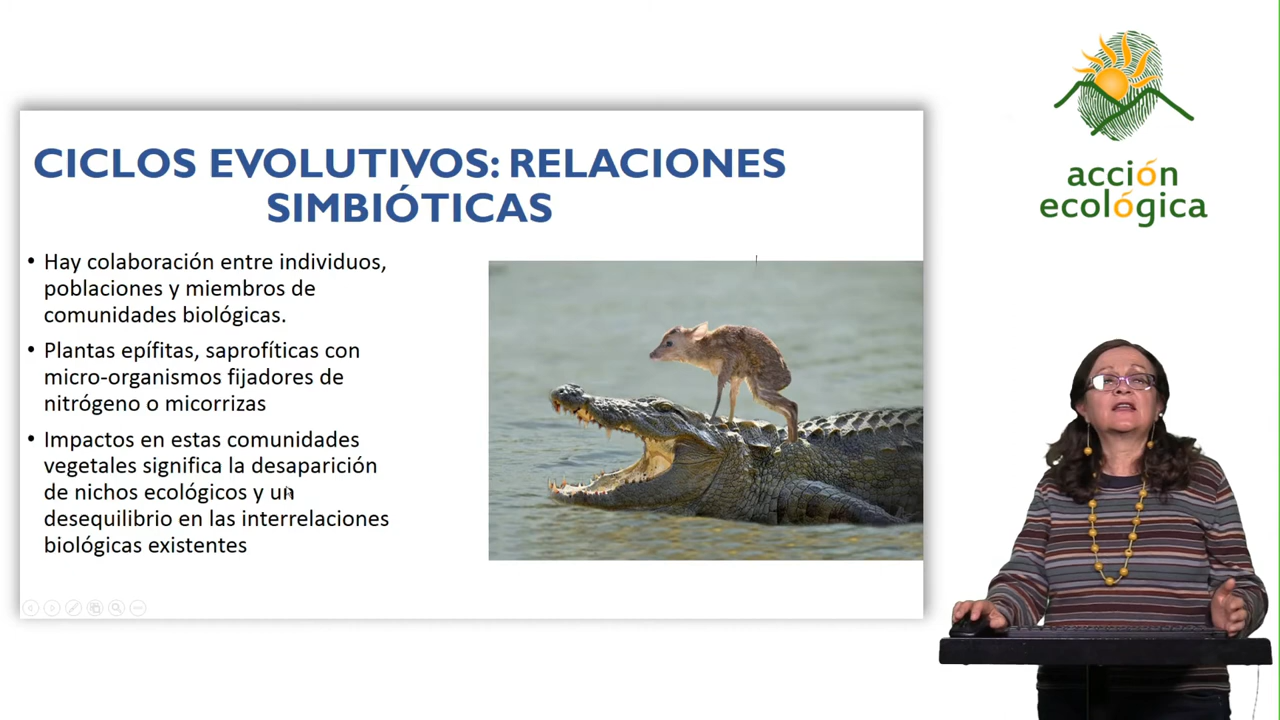 CICLOS EVOLUTIVOS: RELACIONES
SIMBIÓTICAS
• Hay colaboración entre individuos,
poblaciones y miembros de
comunidades biológicas.
• Plantas epífitas, saprofíticas con
micro-organismos fijadores de
nitrógeno o micorrizas
• Impactos en estas comunidades
vegetales significa la desaparición
de nichos ecológicos y un
desequilibrio en las interrelaciones
biológicas existentes
acción
ecológica